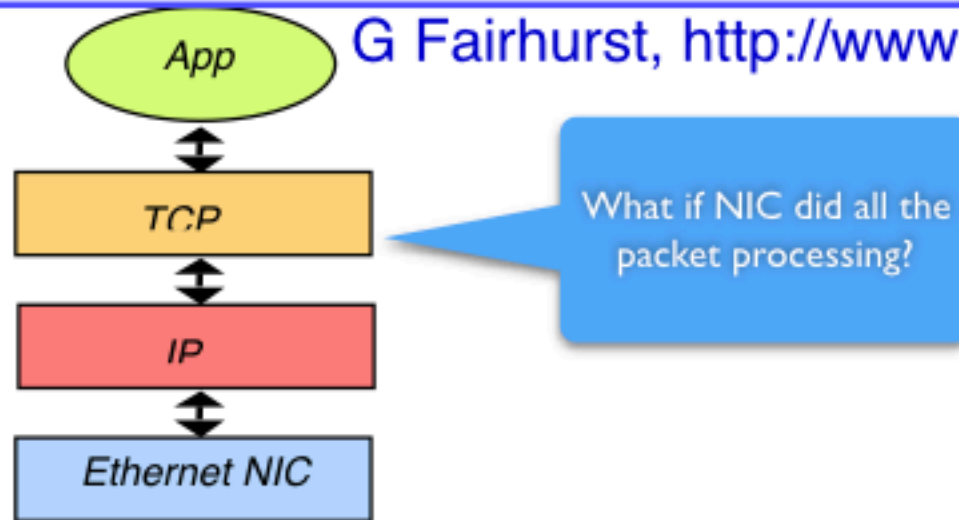 App
G Fairhurst, http://www
TCP
What if NIC did all the
packet processing?
IP
Ethernet NIC